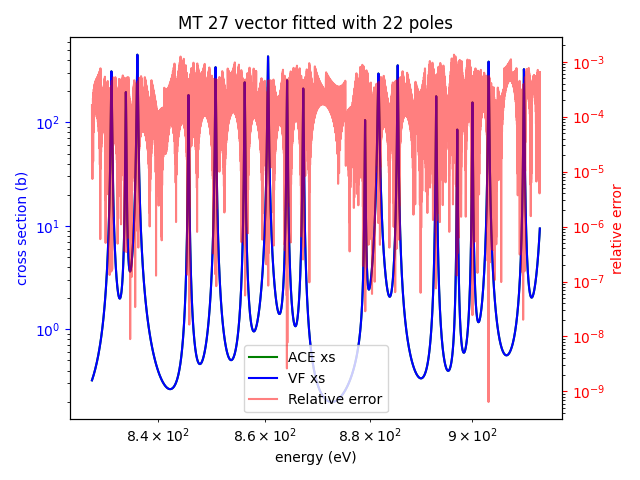 MT 27 vector fitted with 22 poles
cross section (b)
10² 10¹ 10⁰
10⁻³ 10⁻⁴ 10⁻⁵ 10⁻⁶ 10⁻⁷ 10⁻⁸ 10⁻⁹
relative error
ACE xs
VF xs
Relative error
8.4 × 10² 8.6 × 10² 8.8 × 10² 9 × 10²
energy (eV)